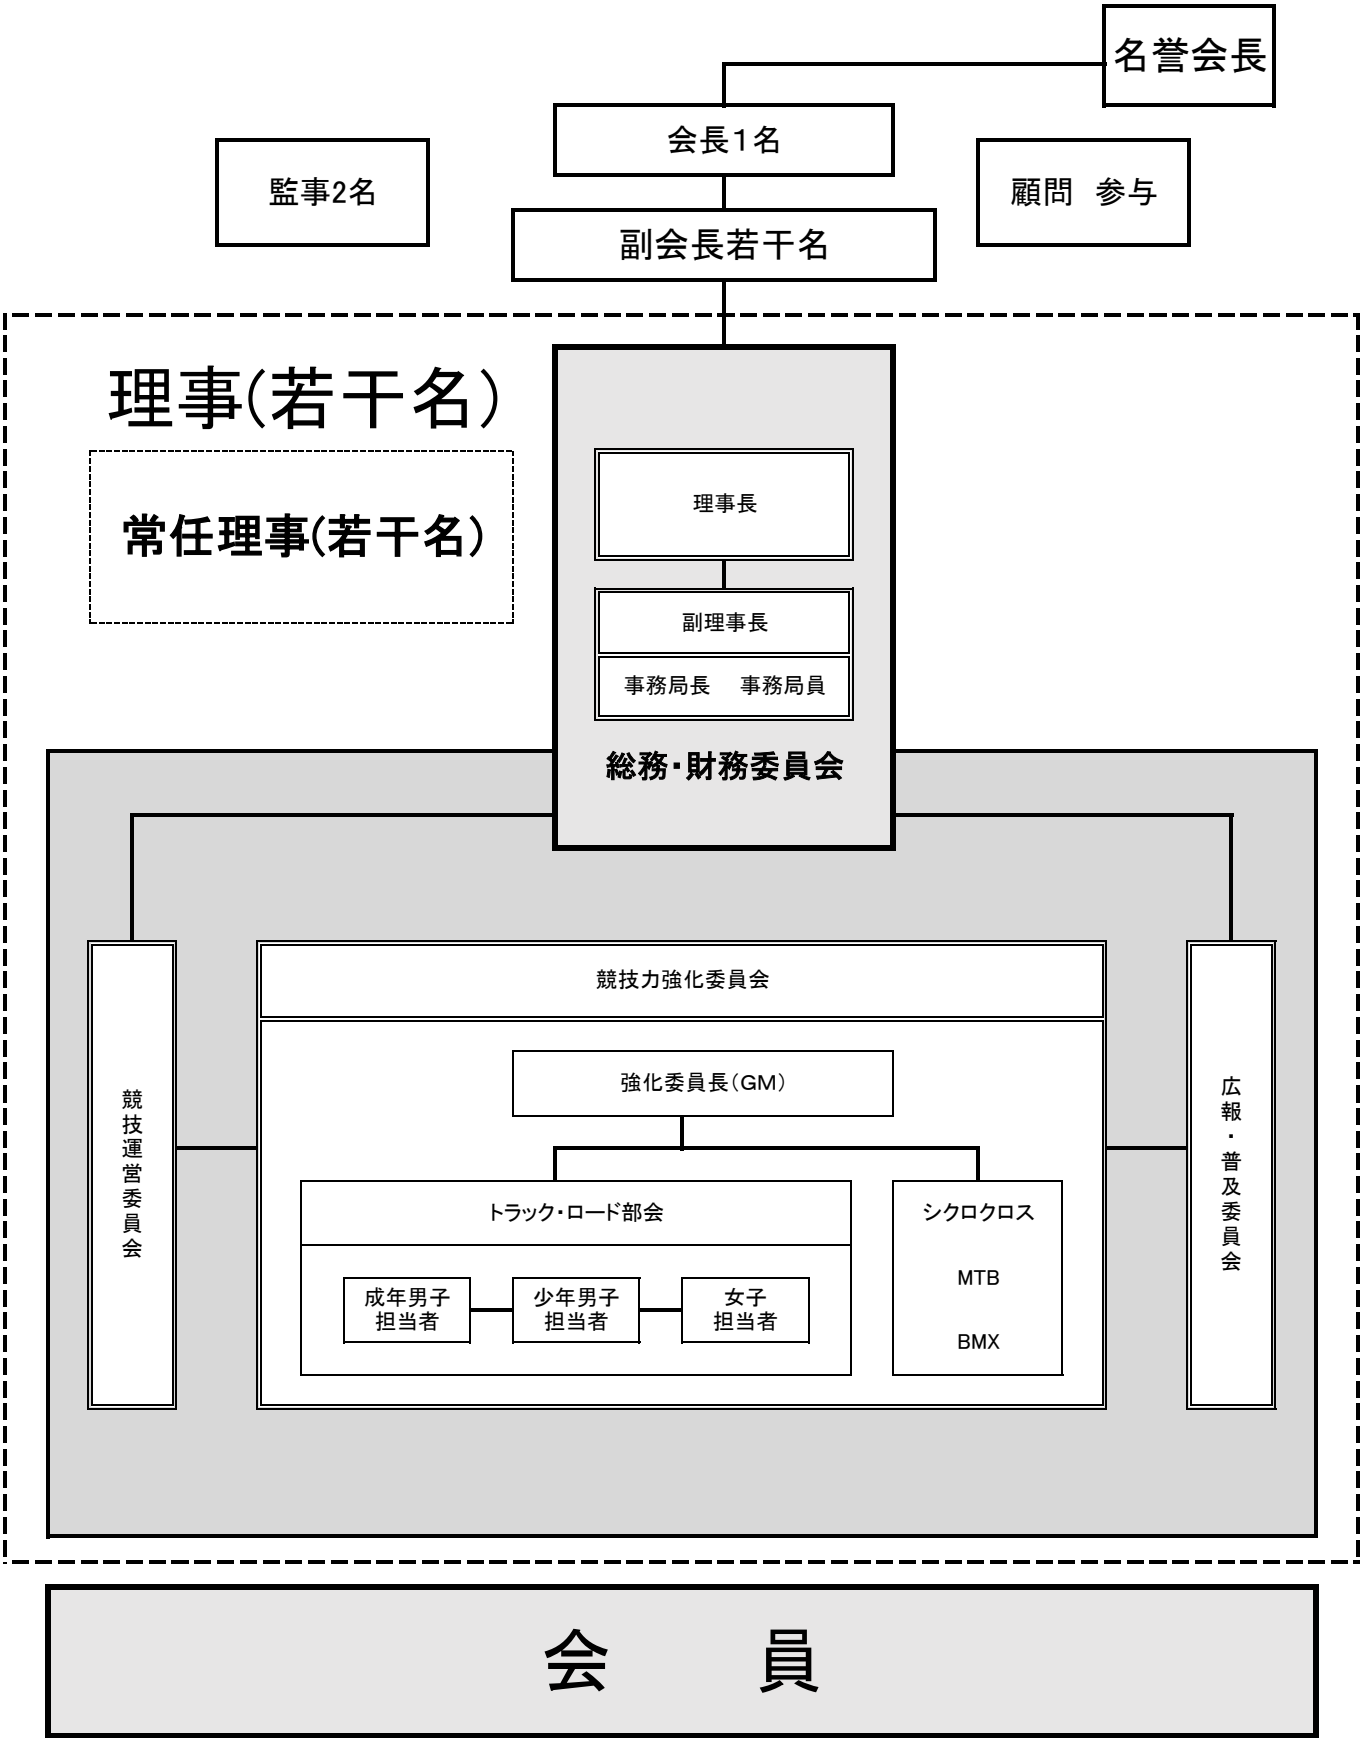 名誉会長
会長１名
監事2名
顧問　参与
副会長若干名
理事(若干名)
常任理事(若干名)
理事長
副理事長
事務局長　事務局員
総務・財務委員会
競技力強化委員会
強化委員長(GM)
競技運営委員会
広報・普及委員会
トラック・ロード部会
シクロクロス
MTB
BMX
成年男子
担当者
少年男子
担当者
女子
担当者
会　　員